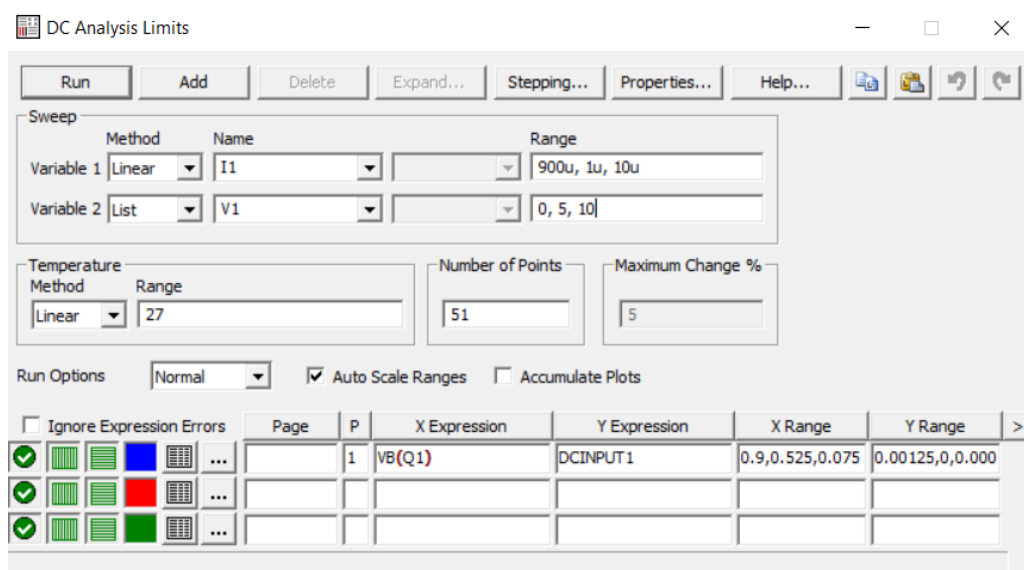 DC Analysis Limits
Run Add Delete Expand... Stepping... Properties... Help...
Sweep
Method Name Range
Variable 1 Linear I1 900u, 1u, 10u
Variable 2 List V1 0, 5, 10
Temperature Number of Points Maximum Change %
Method Range
Linear 27 51 5
Run Options Normal Auto Scale Ranges Accumulate Plots
Ignore Expression Errors Page P X Expression Y Expression X Range Y Range >
... 1 VB(Q1) DCINPUT1 0.9,0.525,0.075 0.00125,0,0.000
...
...